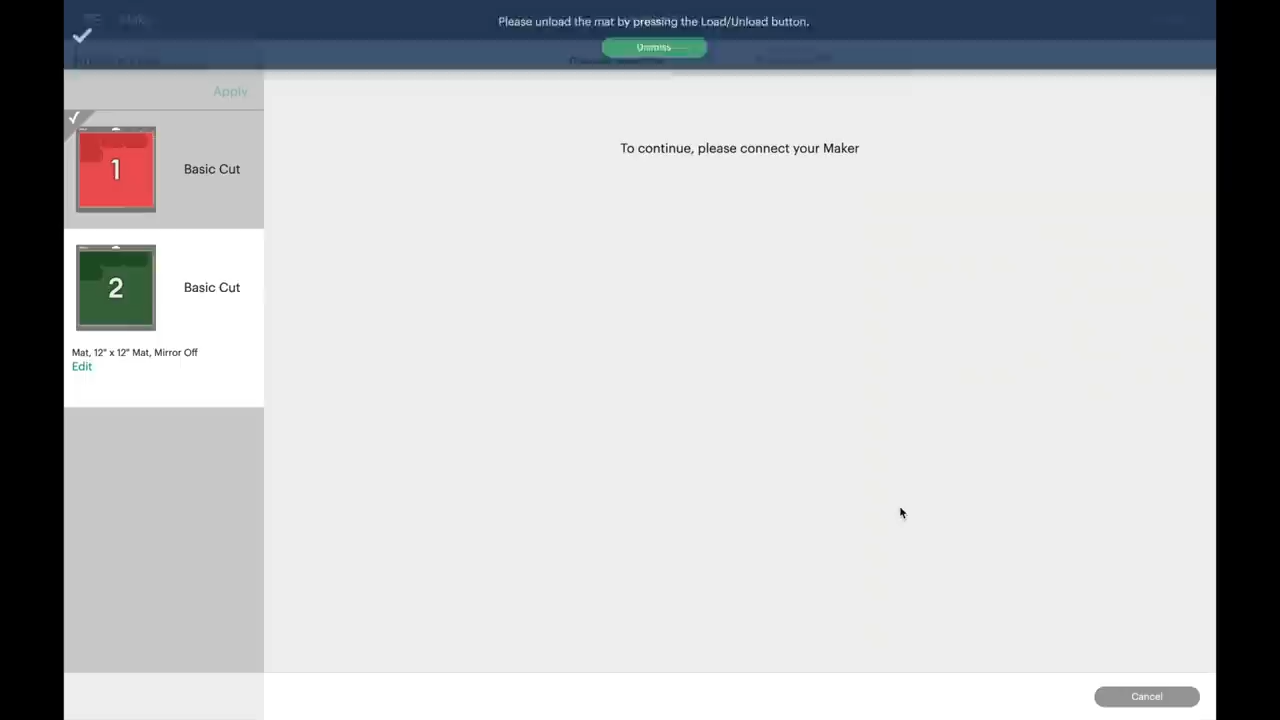 Please unload the mat by pressing the Load/Unload button.
Dismiss
Apply
1
Basic Cut
2
Basic Cut
Mat, 12" x 12" Mat, Mirror Off
Edit
To continue, please connect your Maker
Cancel